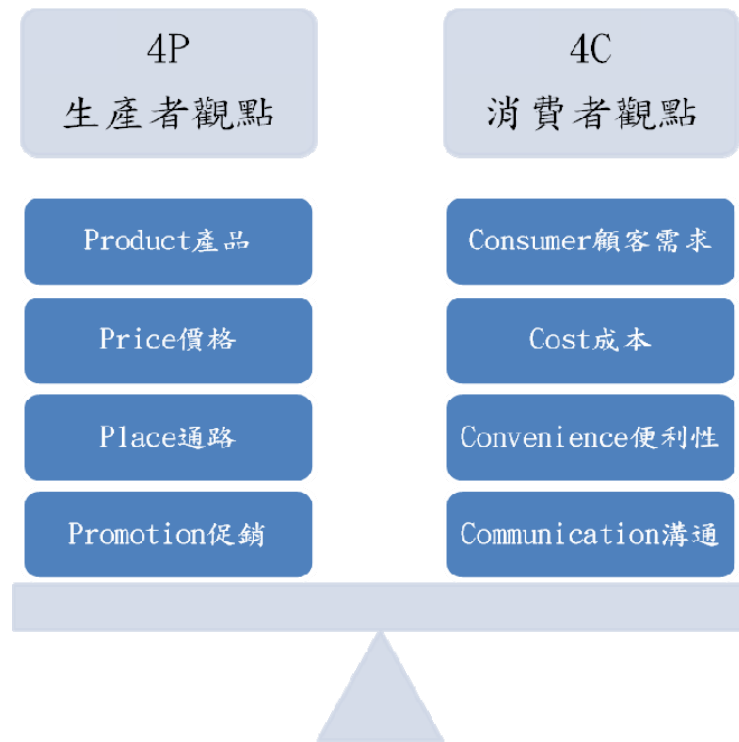 4P
生產者觀點
Product產品
Price價格
Place通路
Promotion促銷
4C
消費者觀點
Consumer顧客需求
Cost成本
Convenience便利性
Communication溝通